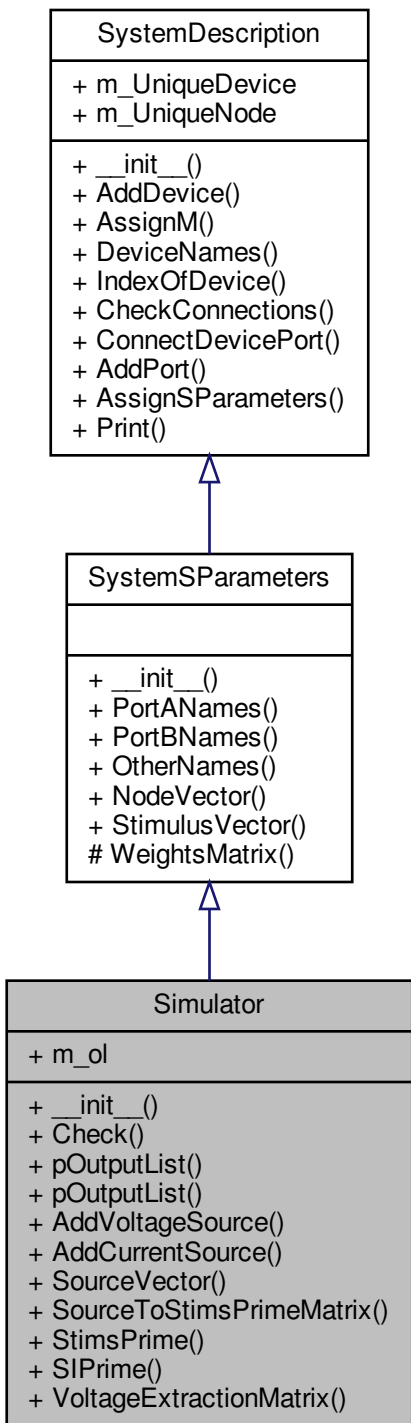 SystemDescription
+ m_UniqueDevice
+ m_UniqueNode
+ __init__()
+ AddDevice()
+ AssignM()
+ DeviceNames()
+ IndexOfDevice()
+ CheckConnections()
+ ConnectDevicePort()
+ AddPort()
+ AssignSParameters()
+ Print()
SystemSParameters
+ __init__()
+ PortANames()
+ PortBNames()
+ OtherNames()
+ NodeVector()
+ StimulusVector()
# WeightsMatrix()
Simulator
+ m_ol
+ __init__()
+ Check()
+ pOutputList()
+ pOutputList()
+ AddVoltageSource()
+ AddCurrentSource()
+ SourceVector()
+ SourceToStimsPrimeMatrix()
+ StimsPrime()
+ SIPrime()
+ VoltageExtractionMatrix()